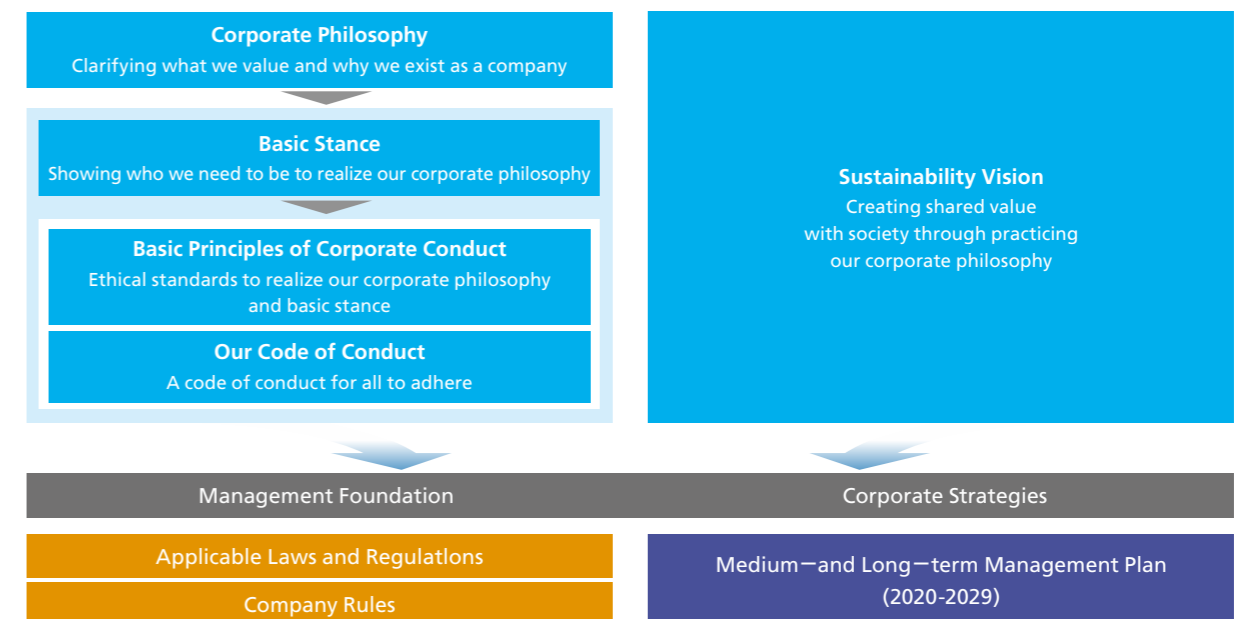 Corporate Philosophy
Clarifying what we value and why we exist as a company
Basic Stance
Showing who we need to be to realize our corporate philosophy
Basic Principles of Corporate Conduct
Ethical standards to realize our corporate philosophy
and basic stance
Our Code of Conduct
A code of conduct for all to adhere
Sustainability Vision
Creating shared value
with society through practicing
our corporate philosophy
Management Foundation
Corporate Strategies
Applicable Laws and Regulatlons
Company Rules
Medium−and Long−term Management Plan
(2020-2029)